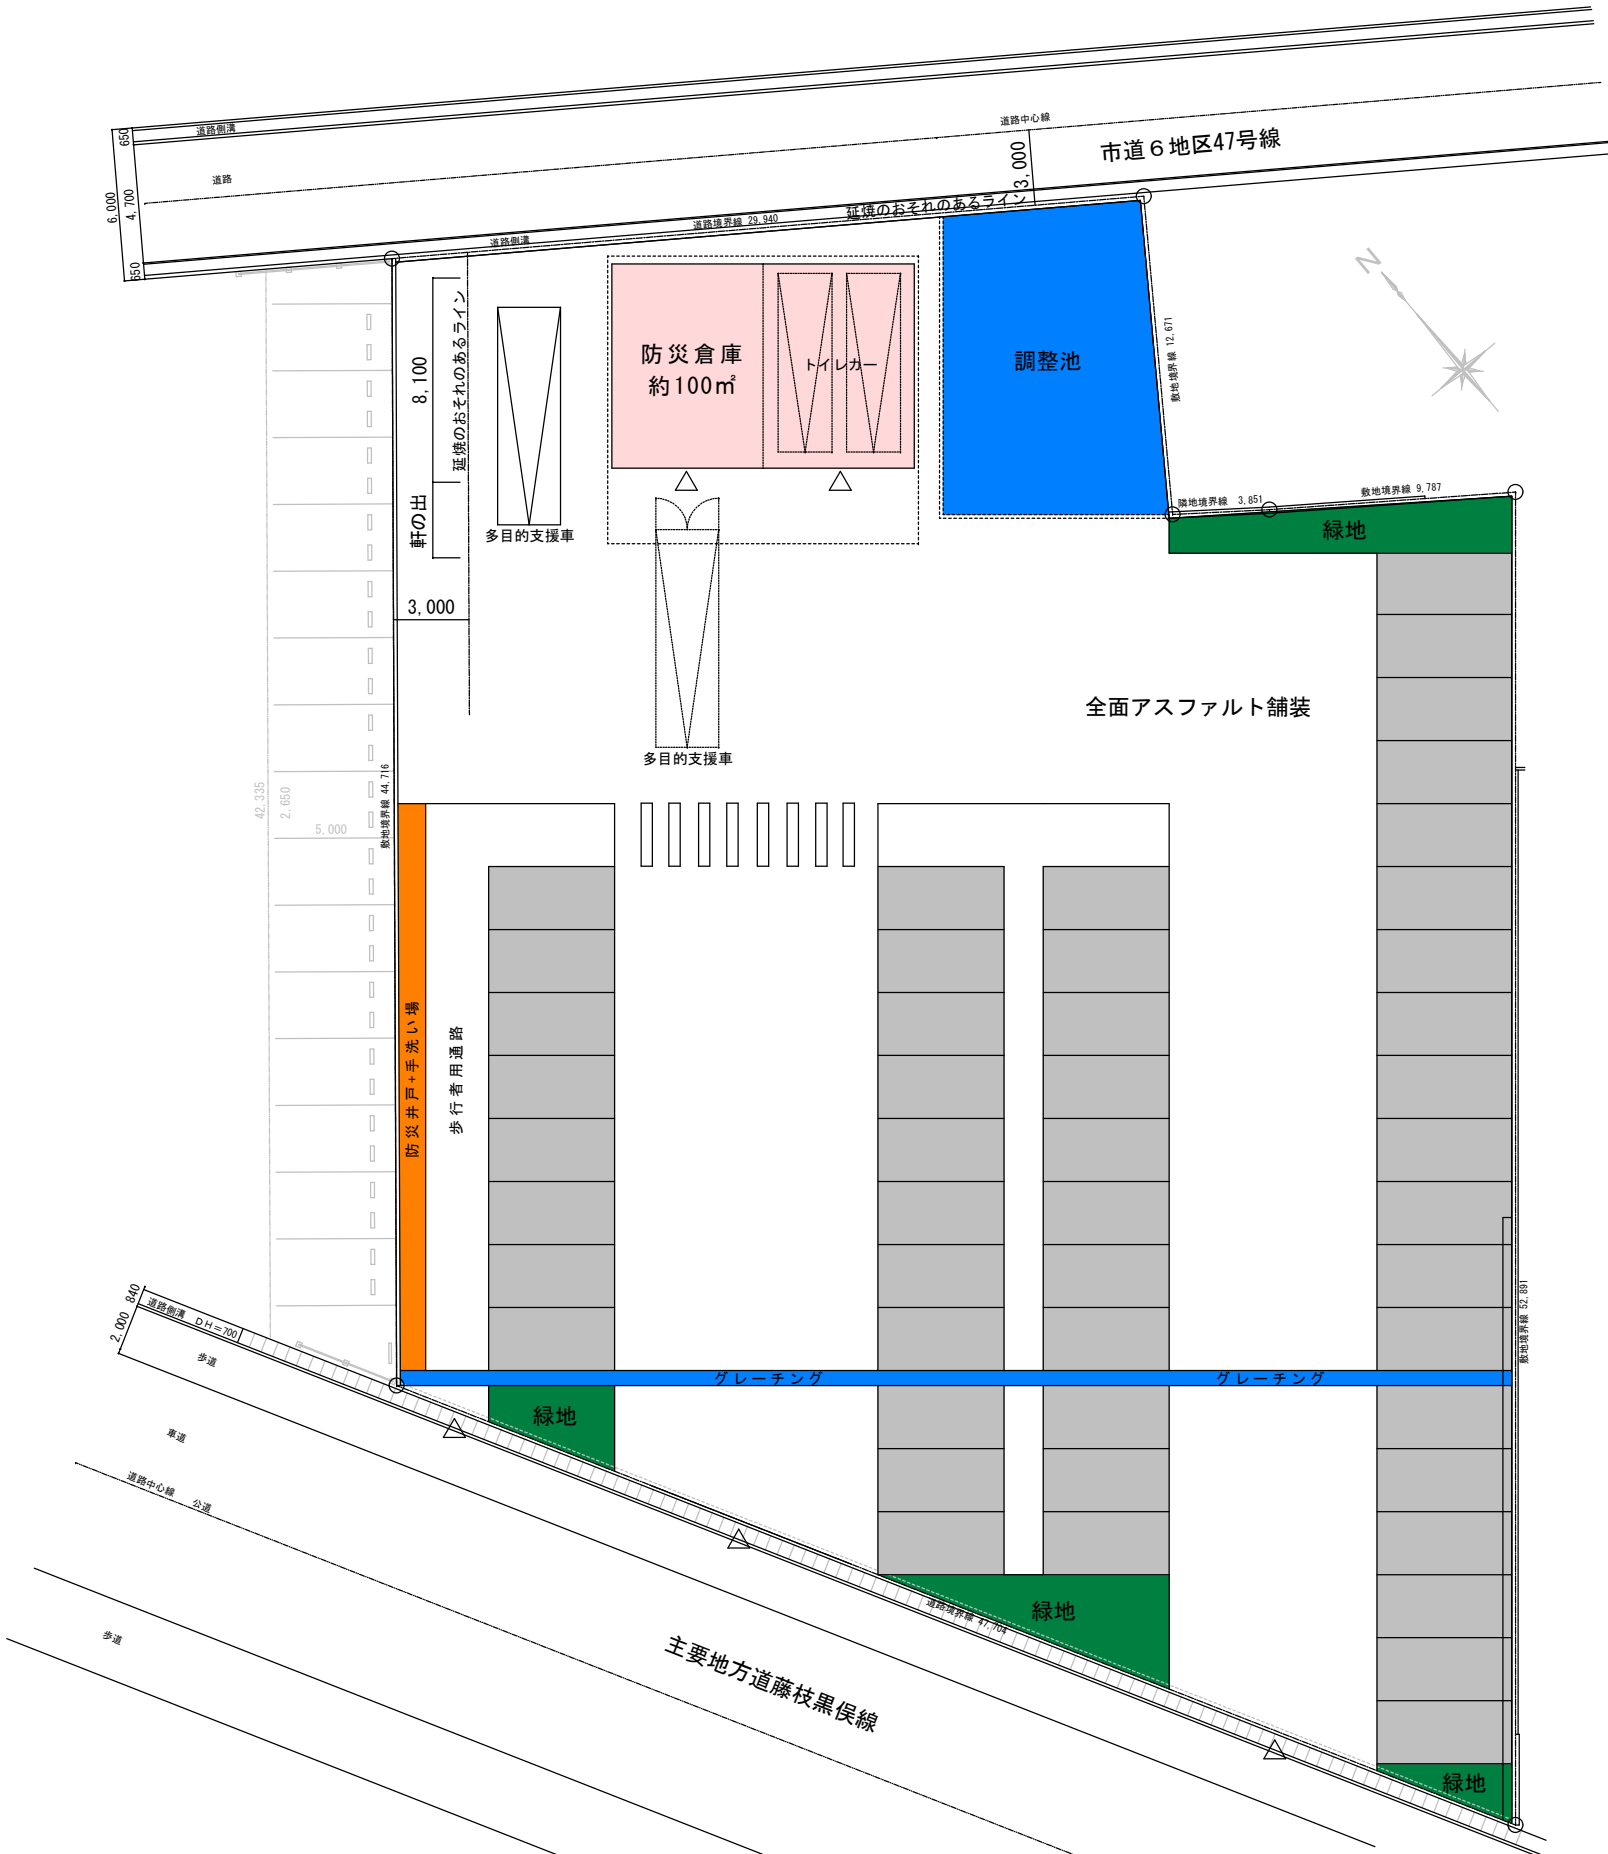 道路側溝
道路中心線
市道６地区47号線
道路
650
6,000
4,700
650
3,000
延焼のおそれのあるライン
道路境界線 29,940
道路側溝
8,100
延焼のおそれのあるライン
軒の出
3,000
多目的支援車
防災倉庫
約100㎡
トイレカー
調整池
敷地境界線 12,671
N
隣地境界線 3,851
敷地境界線 9,787
緑地
多目的支援車
全面アスファルト舗装
42,335
2,650
5,000
敷地境界線 44,716
防災井戸+手洗い場
歩行者用通路
敷地境界線 52,891
グレーチング
グレーチング
840
2,000
道路側溝 ＤＨ＝700
歩道
緑地
車道
道路中心線 公道
歩道
道路境界線 47,704
緑地
主要地方道藤枝黒俣線
緑地